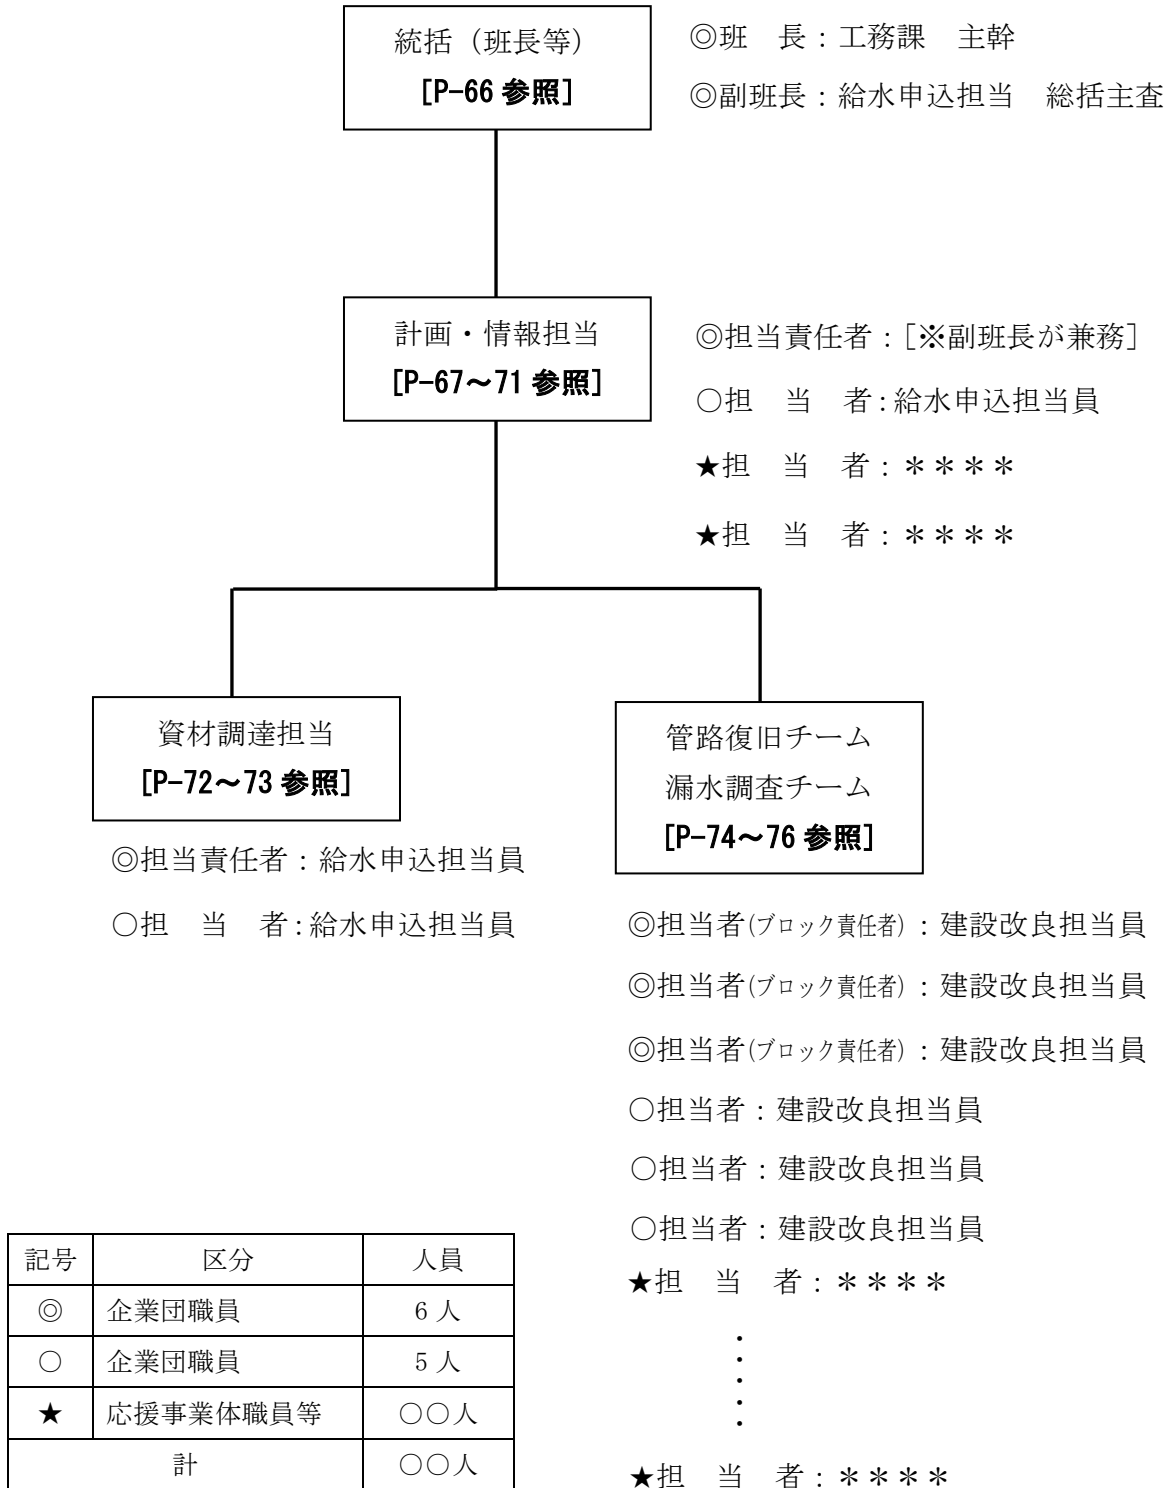 統括（班長等）
[P-66 参照]
◎班　長：工務課　主幹
◎副班長：給水申込担当　総括主査
計画・情報担当
[P-67～71 参照]
◎担当責任者：［※副班長が兼務］
○担　当　者：給水申込担当員
★担　当　者：＊＊＊＊
★担　当　者：＊＊＊＊
資材調達担当
[P-72～73 参照]
◎担当責任者：給水申込担当員
○担　当　者：給水申込担当員
管路復旧チーム
漏水調査チーム
[P-74～76 参照]
◎担当者(ブロック責任者)：建設改良担当員
◎担当者(ブロック責任者)：建設改良担当員
◎担当者(ブロック責任者)：建設改良担当員
○担当者：建設改良担当員
○担当者：建設改良担当員
○担当者：建設改良担当員
★担　当　者：＊＊＊＊
・
・
・
・
・
★担　当　者：＊＊＊＊
記号　区分　人員
◎　企業団職員　6 人
○　企業団職員　5 人
★　応援事業体職員等　○○人
計　○○人